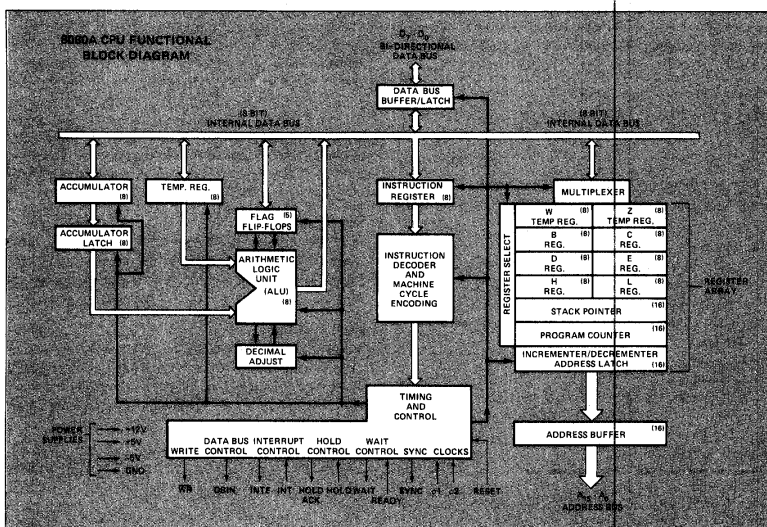 8080A CPU FUNCTIONAL
BLOCK DIAGRAM
D7 - D0
BI-DIRECTIONAL
DATA BUS
DATA BUS
BUFFER/LATCH
(8 BIT)
INTERNAL DATA BUS
(8 BIT)
INTERNAL DATA BUS
ACCUMULATOR
(8)
TEMP. REG.
(8)
INSTRUCTION
REGISTER (8)
MULTIPLEXER
FLAG (5)
FLIP-FLOPS
ACCUMULATOR
LATCH (8)
ARITHMETIC
LOGIC
UNIT
(ALU)
(8)
DECIMAL
ADJUST
INSTRUCTION
DECODER
AND
MACHINE
CYCLE
ENCODING
REGISTER SELECT
W (8)
TEMP REG.
Z (8)
TEMP REG.
B (8)
REG.
C (8)
REG.
D (8)
REG.
E (8)
REG.
H (8)
REG.
L (8)
REG.
STACK POINTER (16)
PROGRAM COUNTER (16)
INCREMENTER/DECREMENTER
ADDRESS LATCH (16)
REGISTER
ARRAY
TIMING
AND
CONTROL
DATA BUS INTERRUPT HOLD WAIT
WRITE CONTROL CONTROL CONTROL CONTROL SYNC CLOCKS
ADDRESS BUFFER (16)
POWER
SUPPLIES
+12V
+5V
-5V
GND
WR DBIN INTE INT HOLD HOLD WAIT SYNC φ1 φ2 RESET
ACK READY
A15 - A0
ADDRESS BUS